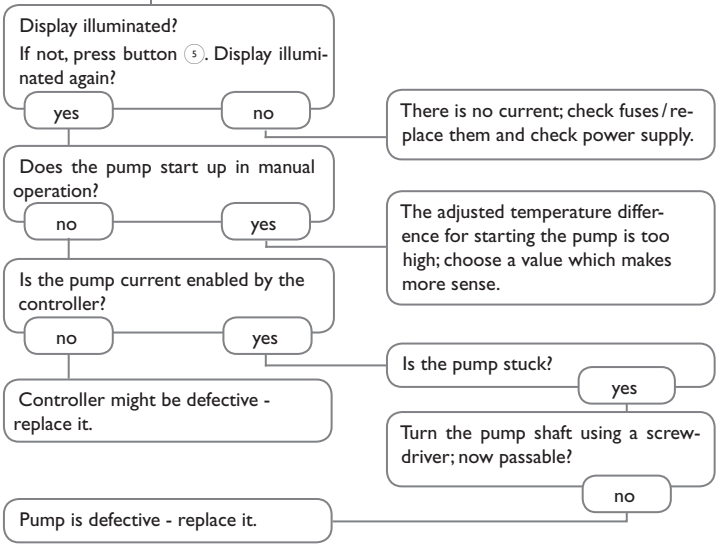 Display illuminated?
If not, press button 5. Display illumi-
nated again?
yes
no
There is no current; check fuses/re-
place them and check power supply.
Does the pump start up in manual
operation?
no
yes
The adjusted temperature differ-
ence for starting the pump is too
high; choose a value which makes
more sense.
Is the pump current enabled by the
controller?
no
yes
Is the pump stuck?
yes
Controller might be defective -
replace it.
Turn the pump shaft using a screw-
driver; now passable?
no
Pump is defective - replace it.